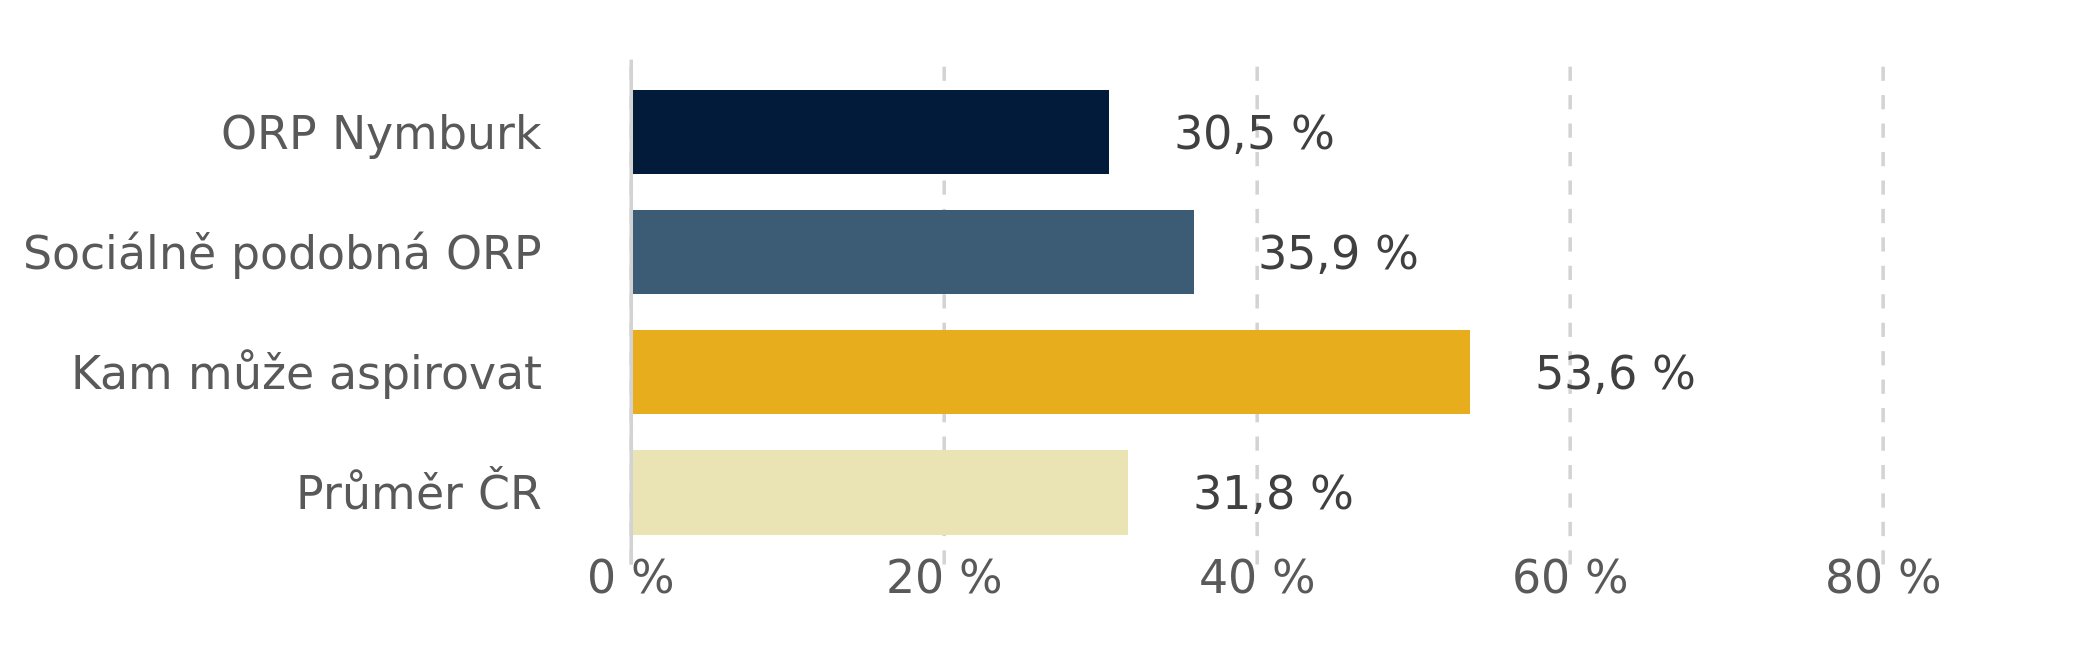 ORP Nymburk 30,5 %
Sociálně podobná ORP 35,9 %
Kam může aspirovat 53,6 %
Průměr ČR 31,8 %
0 % 20 % 40 % 60 % 80 %